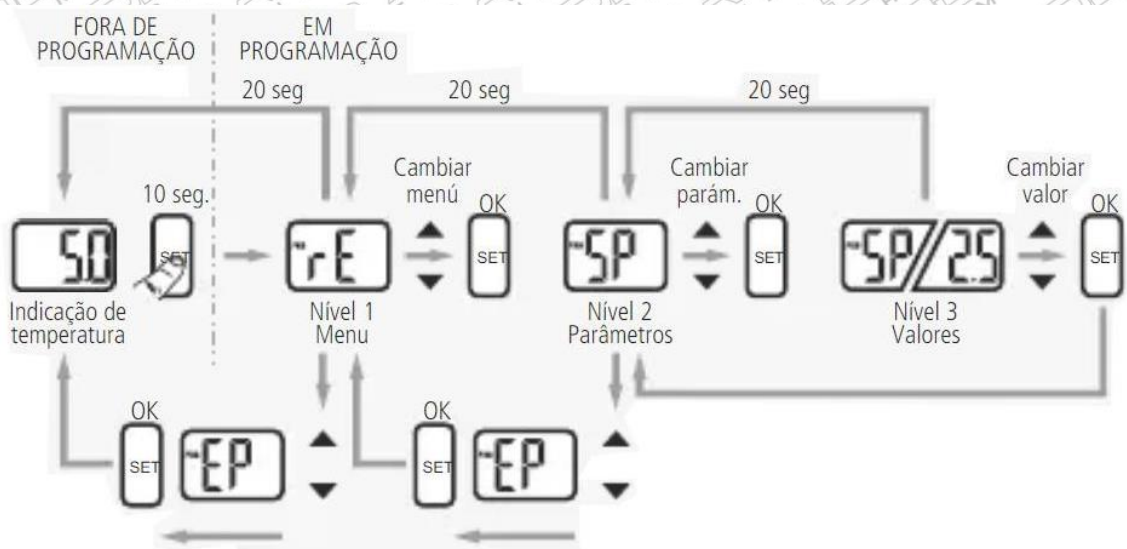 FORA DE
PROGRAMAÇÃO
EM
PROGRAMAÇÃO
20 seg
20 seg
20 seg
10 seg.
Cambiar
menú
OK
Cambiar
parám.
OK
Cambiar
valor
OK
5.0
SET
rE
SET
SP
SET
SP/2.5
SET
Indicação de
temperatura
Nível 1
Menu
Nível 2
Parâmetros
Nível 3
Valores
OK
SET
EP
OK
SET
EP